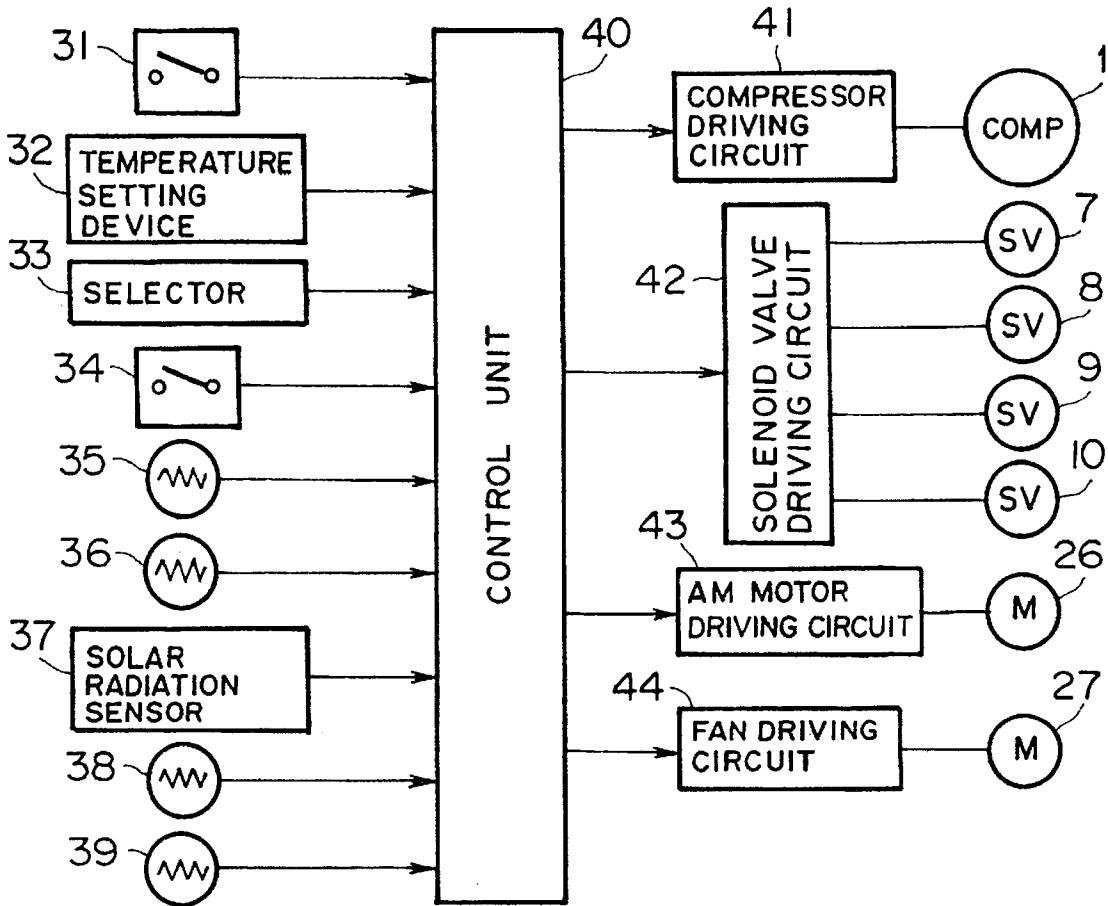 31
32
TEMPERATURE
SETTING
DEVICE
33
SELECTOR
34
35
36
37
SOLAR
RADIATION
SENSOR
38
39
CONTROL UNIT
40
41
COMPRESSOR
DRIVING
CIRCUIT
1
COMP
42
SOLENOID VALVE
DRIVING CIRCUIT
7
SV
8
SV
9
SV
10
SV
43
AM MOTOR
DRIVING CIRCUIT
26
M
44
FAN DRIVING
CIRCUIT
27
M